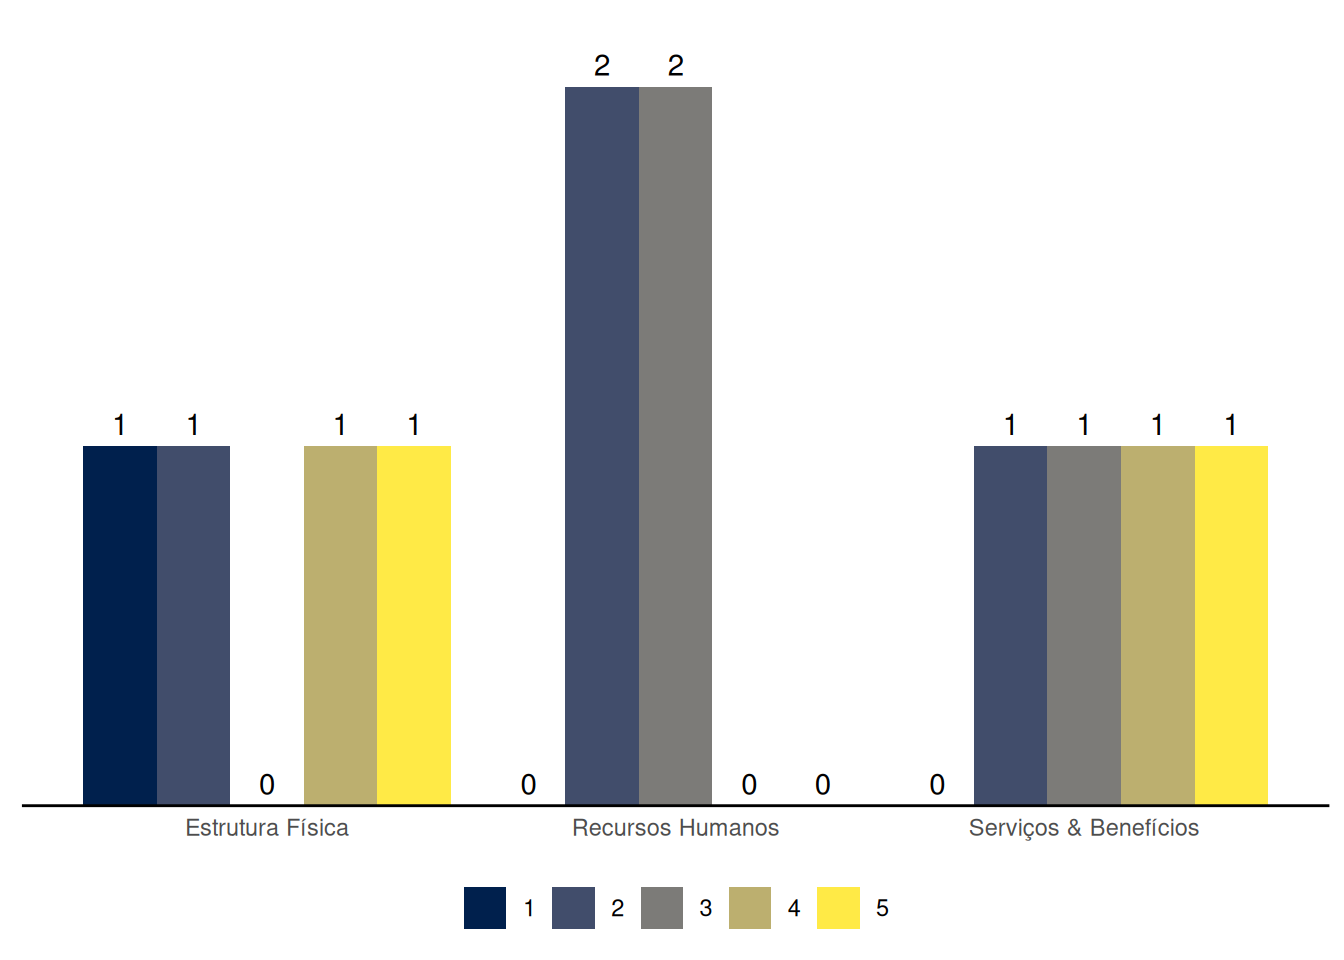 2 2
1 1 1 1 1 1 1 1
0 0 0 0 0
Estrutura Física Recursos Humanos Serviços & Benefícios
1 2 3 4 5